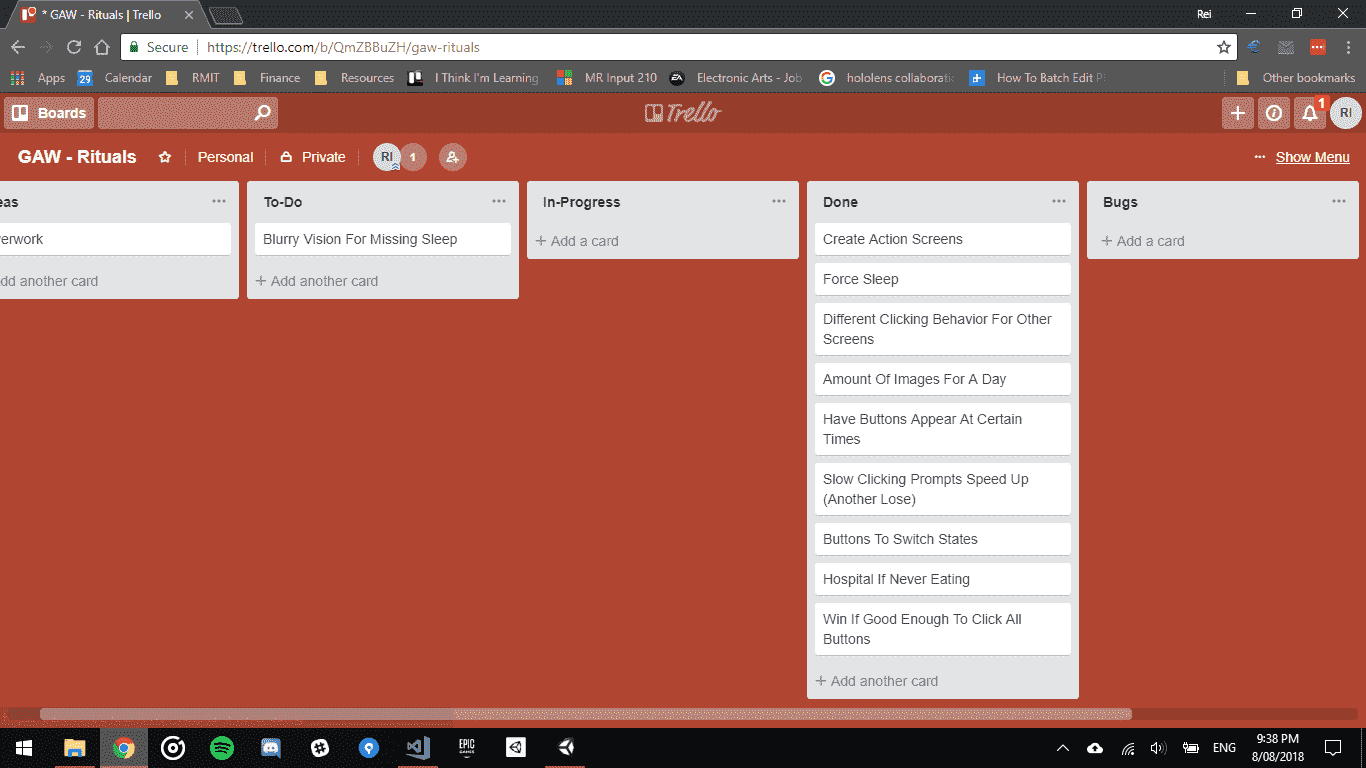 * GAW - Rituals | Trello
Rei
Secure
https://trello.com/b/QmZBBuZH/gaw-rituals
Apps
29
Calendar
RMIT
Finance
Resources
I Think I'm Learning
MR Input 210
EA
Electronic Arts - Job
hololens collaboratic
How To Batch Edit P
Other bookmarks
Boards
Trello
1
RI
GAW - Rituals
Personal
Private
RI
1
Show Menu
eas
erwork
dd another card
To-Do
Blurry Vision For Missing Sleep
+ Add another card
In-Progress
+ Add a card
Done
Create Action Screens
Force Sleep
Different Clicking Behavior For Other
Screens
Amount Of Images For A Day
Have Buttons Appear At Certain
Times
Slow Clicking Prompts Speed Up
(Another Lose)
Buttons To Switch States
Hospital If Never Eating
Win If Good Enough To Click All
Buttons
+ Add another card
Bugs
+ Add a card
EPIC
GAMES
ENG
9:38 PM
8/08/2018